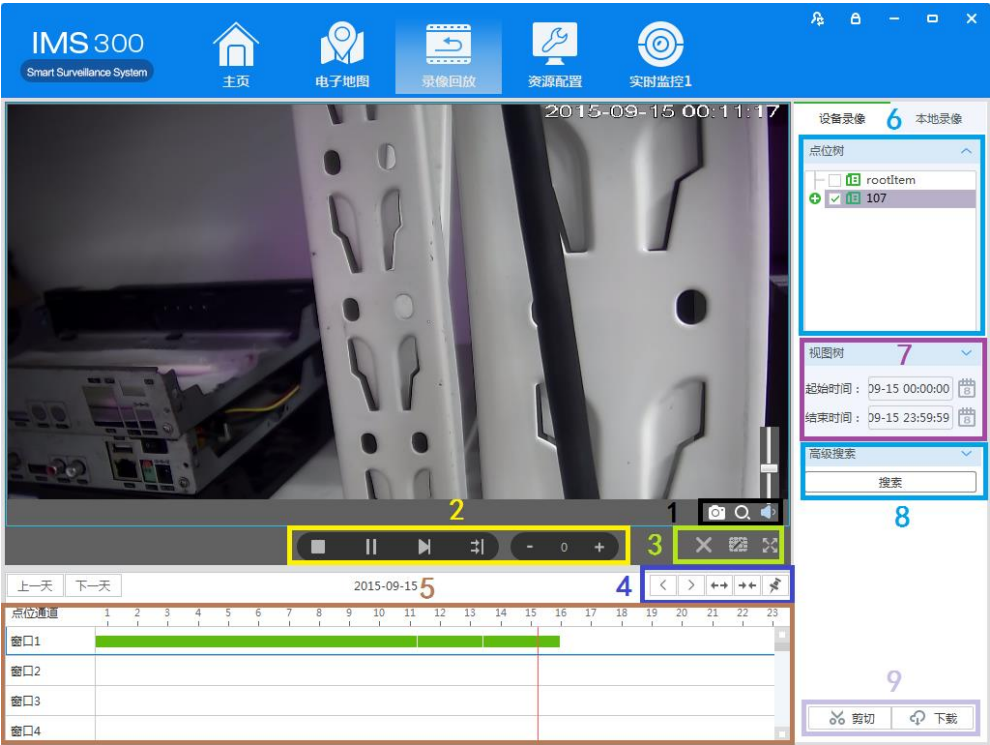 IMS 300
Smart Surveillance System
主页
电子地图
录像回放
资源配置
实时监控1
2015-09-15 00:11:17
设备录像
6
本地录像
点位树
rootItem
107
视图树
7
起始时间： 09-15 00:00:00
结束时间： 09-15 23:59:59
高级搜索
搜索
8
1
2
- 0 +
3
上一天
下一天
2015-09-15
5
4
点位通道 1 2 3 4 5 6 7 8 9 10 11 12 13 14 15 16 17 18 19 20 21 22 23
窗口1
窗口2
窗口3
窗口4
9
剪切
下载